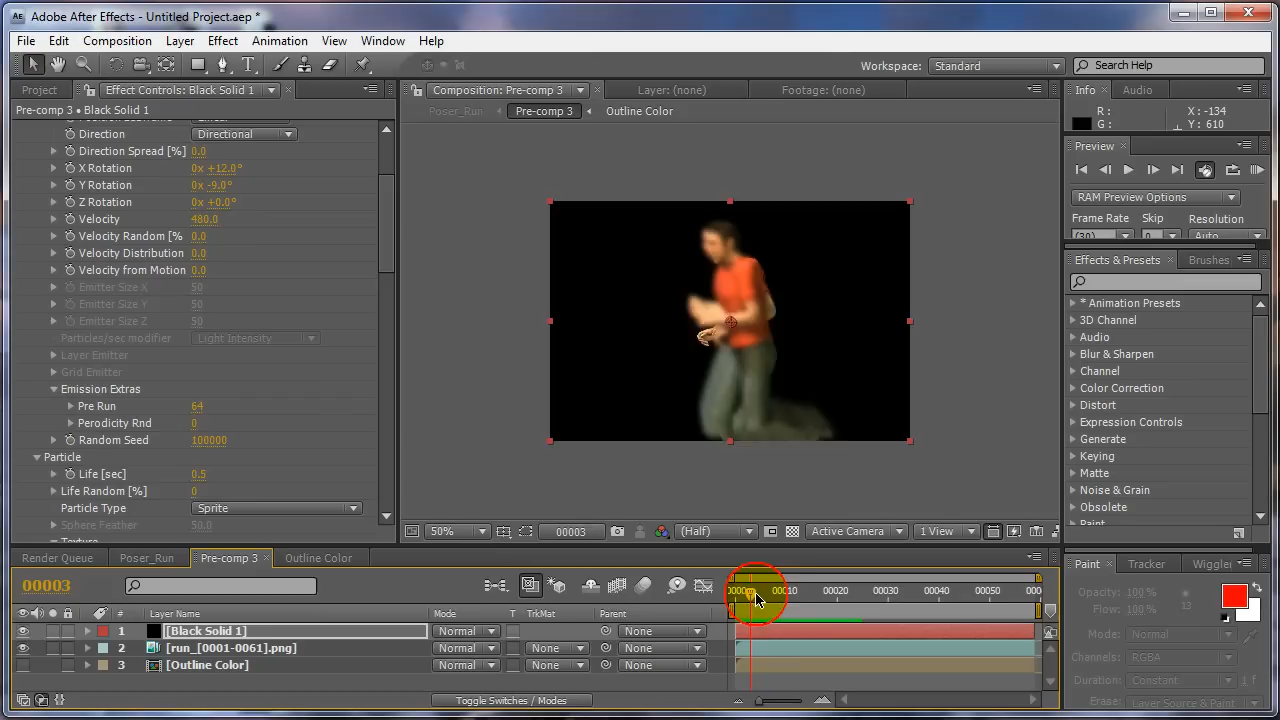 Adobe After Effects - Untitled Project.aep *
File Edit Composition Layer Effect Animation View Window Help
Workspace: Standard Search Help
Project Effect Controls: Black Solid 1 Composition: Pre-comp 3 Layer: (none) Footage: (none) Info Audio
Pre-comp 3 • Black Solid 1 Poser_Run Pre-comp 3 Outline Color
R: X: -134
G: Y: 610
Direction Directional
Direction Spread [%] 0.0
X Rotation 0x +12.0°
Y Rotation 0x -9.0°
Z Rotation 0x +0.0°
Velocity 480.0
Velocity Random [% 0.0
Velocity Distribution 0.0
Velocity from Motion 0.0
Emitter Size X 50
Emitter Size Y 50
Emitter Size Z 50
Particles/sec modifier Light Intensity
Layer Emitter
Grid Emitter
Emission Extras
Pre Run 64
Perodicity Rnd 0
Random Seed 100000
Particle
Life [sec] 0.5
Life Random [%] 0
Particle Type Sprite
Sphere Feather 50.0
Texture
Preview
RAM Preview Options
Frame Rate Skip Resolution
(30) 0 Auto
Effects & Presets Brushes
* Animation Presets
3D Channel
Audio
Blur & Sharpen
Channel
Color Correction
Distort
Expression Controls
Generate
Keying
Matte
Noise & Grain
Obsolete
Paint
50% 00003 (Half) Active Camera 1 View
Render Queue Poser_Run Pre-comp 3 Outline Color
00003
00010 00020 00030 00040 00050
# Layer Name Mode T TrkMat Parent
1 [Black Solid 1] Normal None
2 [run_[0001-0061].png] Normal None None
3 [Outline Color] Normal None None
Toggle Switches / Modes
Paint Tracker Wiggler
Opacity: 100 %
Flow: 100 % 13
Mode: Normal
Channels: RGBA
Duration: Constant 1 f
Erase: Layer Source & Paint